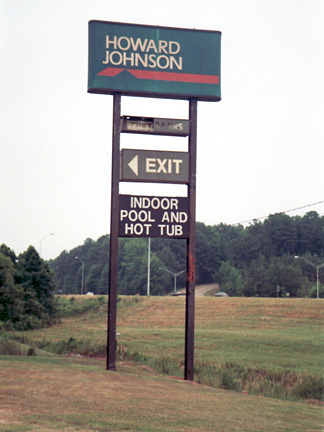 HOWARD
JOHNSON
EXIT
INDOOR
POOL AND
HOT TUB